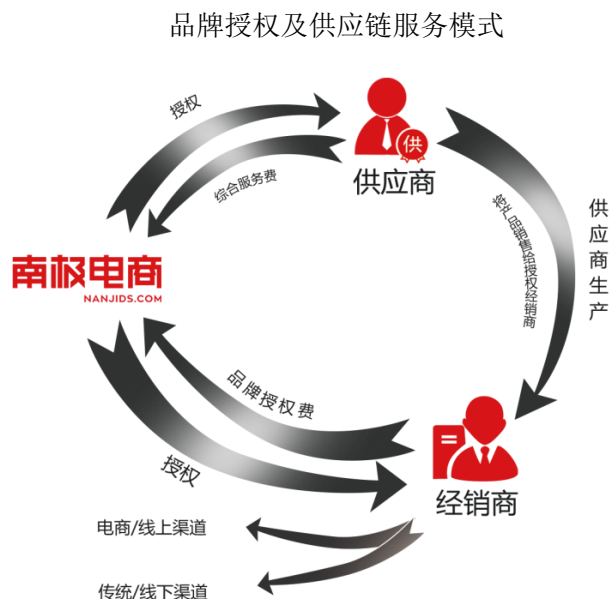 品牌授权及供应链服务模式
授权
供
综合服务费
供应商
将产品销售给授权经销商
供应商生产
南极电商
NANJIDS.COM
品牌授权费
授权
经销商
电商/线上渠道
传统/线下渠道